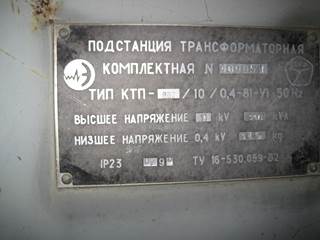 ПОДСТАНЦИЯ ТРАНСФОРМАТОРНАЯ
КОМПЛЕКТНАЯ N
ТИП КТП- /10/0,4-81-У1 50Hz
ВЫСШЕЕ НАПРЯЖЕНИЕ kV kVA
НИЗШЕЕ НАПРЯЖЕНИЕ 0,4 kV kg
IP23 ТУ 16-530.059-82